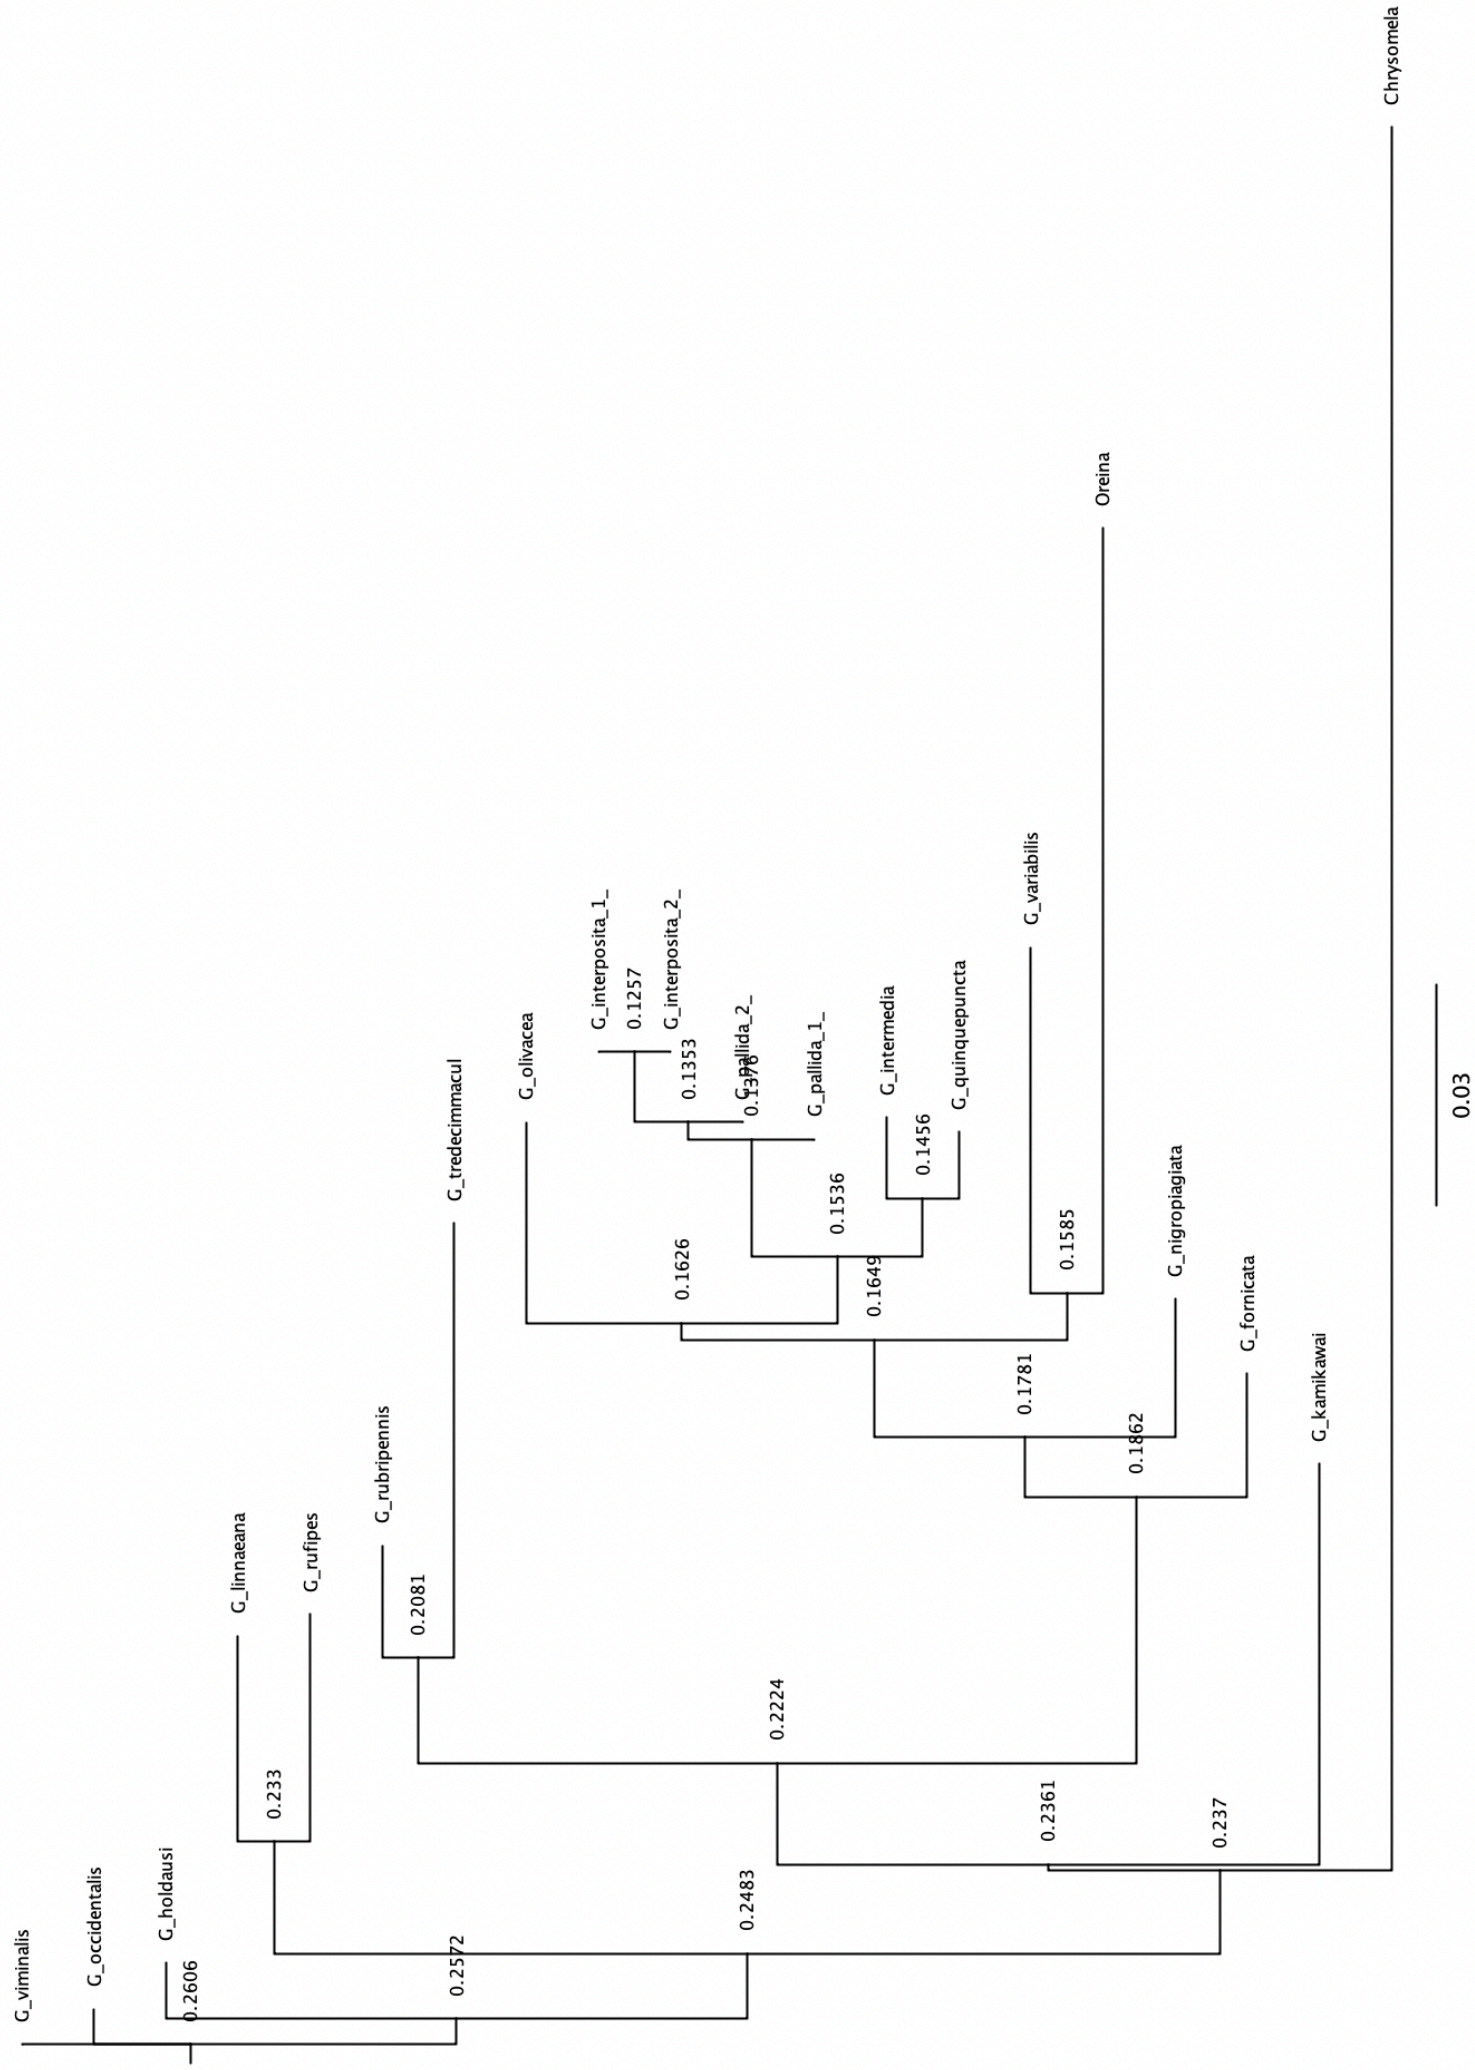 G_viminalis
G_occidentalis
G_holdausi
0.2606
G_linnaeana
0.233
G_rufipes
G_rubripennis
0.2081
G_tredecimmacul
0.2572
G_olivacea
G_interposita_1_
0.1257
G_interposita_2_
0.1353
0.1626
G_pallida_2_
0.1376
0.2483
0.2224
G_pallida_1_
0.1536
0.1649
G_intermedia
0.1456
G_quinquepuncta
0.1781
G_variabilis
0.2361
0.1585
Oreina
0.1862
G_nigropiagiata
0.237
G_fornicata
G_kamikawai
Chrysomela
0.03